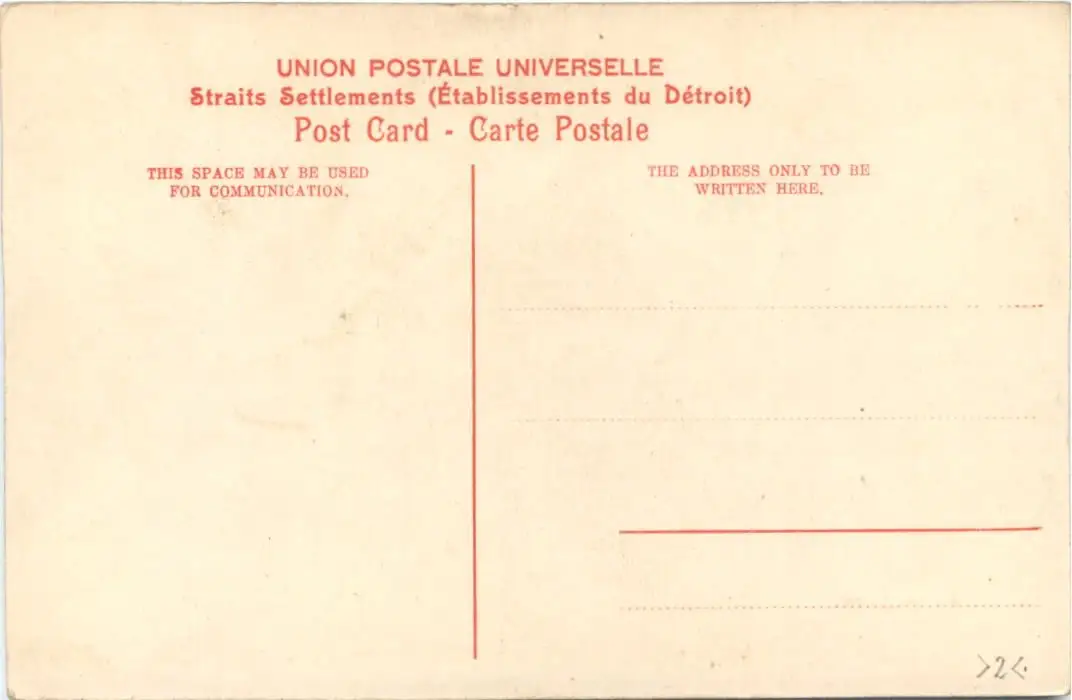 UNION POSTALE UNIVERSELLE
Straits Settlements (Établissements du Détroit)
Post Card - Carte Postale
THIS SPACE MAY BE USED
FOR COMMUNICATION.
THE ADDRESS ONLY TO BE
WRITTEN HERE.
>2<.